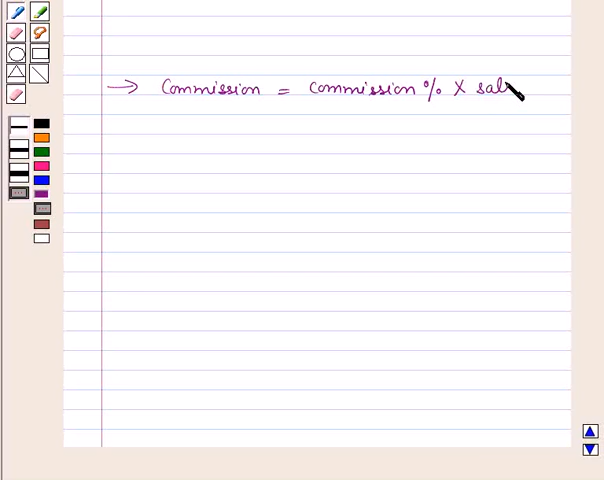 → Commission = Commission % X sal